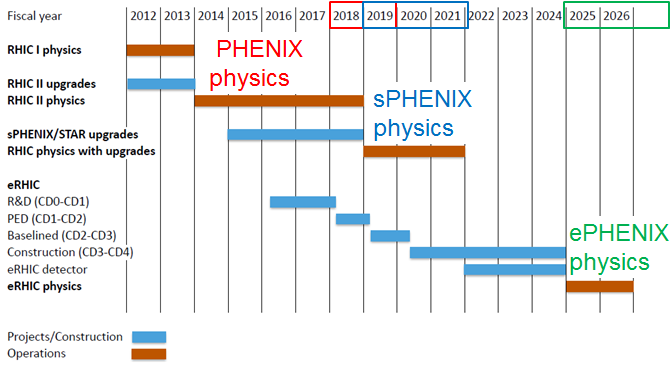 Fiscal year 2012 2013 2014 2015 2016 2017 2018 2019 2020 2021 2022 2023 2024 2025 2026
RHIC I physics
PHENIX
physics
RHIC II upgrades
RHIC II physics
sPHENIX
physics
sPHENIX/STAR upgrades
RHIC physics with upgrades
eRHIC
R&D (CD0-CD1)
PED (CD1-CD2)
Baselined (CD2-CD3)
Construction (CD3-CD4)
eRHIC detector
eRHIC physics
ePHENIX
physics
Projects/Construction
Operations